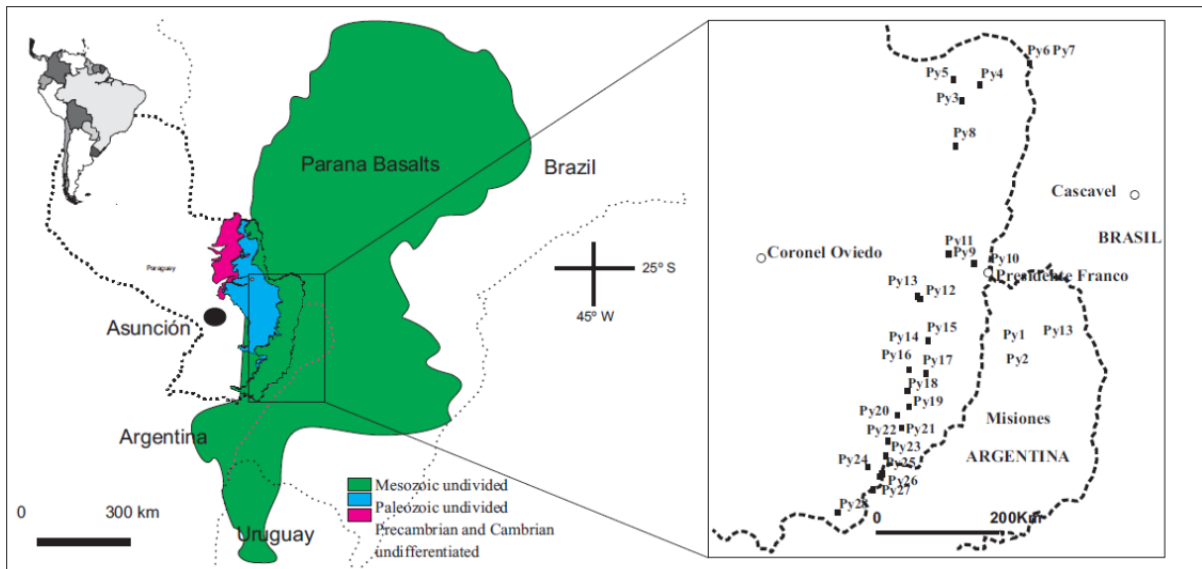 Parana Basalts
Brazil
Paraguay
25° S
45° W
Asunción
Argentina
Uruguay
Mesozoic undivided
Paleózoic undivided
Precambrian and Cambrian
undifferentiated
0 300 km
Py6 Py7
Py5
Py4
Py3
Py8
Cascavel
BRASIL
Coronel Oviedo
Py11
Py9
Py10
Presidente Franco
Py13
Py12
Py14
Py15
Py1
Py13
Py2
Py16
Py17
Py18
Py19
Py20
Py21
Misiones
Py22
Py23
Py24
Py25
ARGENTINA
Py26
Py27
Py28
0 200Km